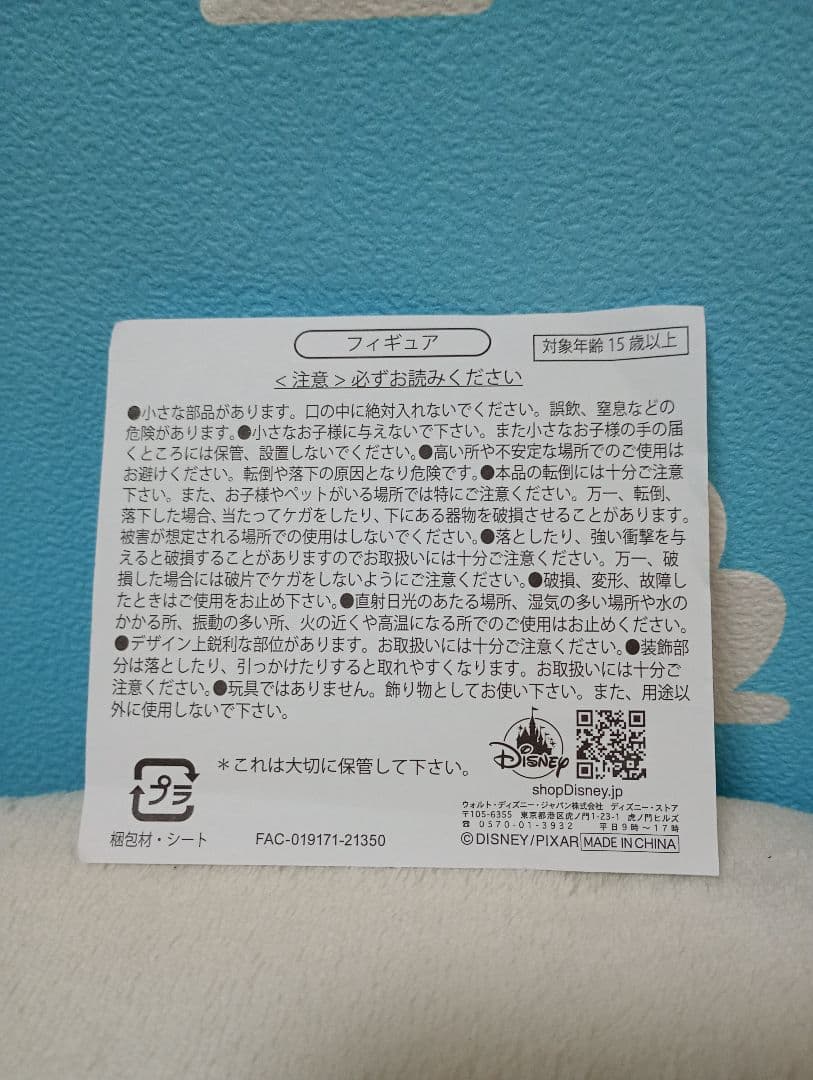 フィギュア
対象年齢15歳以上
<注意>必ずお読みください
●小さな部品があります。口の中に絶対入れないでください。誤飲、窒息などの
危険があります。●小さなお子様に与えないで下さい。また小さなお子様の手の届
くところには保管、設置しないでください。●高い所や不安定な場所でのご使用は
お避けください。転倒や落下の原因となり危険です。●本品の転倒には十分ご注意
下さい。また、お子様やペットがいる場所では特にご注意ください。万一、転倒、
落下した場合、当たってケガをしたり、下にある器物を破損させることがあります。
被害が想定される場所での使用はしないでください。●落としたり、強い衝撃を与
えると破損することがありますのでお取扱いには十分ご注意ください。万一、破
損した場合には破片でケガをしないようにご注意ください。●破損、変形、故障し
たときはご使用をお止め下さい。●直射日光のあたる場所、湿気の多い場所や水の
かかる所、振動の多い所、火の近くや高温になる所でのご使用はお止めください。
●デザイン上鋭利な部位があります。お取扱いには十分ご注意ください。●装飾部
分は落としたり、引っかけたりすると取れやすくなります。お取扱いには十分ご
注意ください。●玩具ではありません。飾り物としてお使い下さい。また、用途以
外に使用しないで下さい。
＊これは大切に保管して下さい。
プラ
梱包材・シート
FAC-019171-21350
Disney
shopDisney.jp
ウォルト・ディズニー・ジャパン株式会社 ディズニー・ストア
〒105-6355 東京都港区虎ノ門1-23-1 虎ノ門ヒルズ
☎ 0570-01-3932 平日9時〜17時
©DISNEY/PIXAR MADE IN CHINA